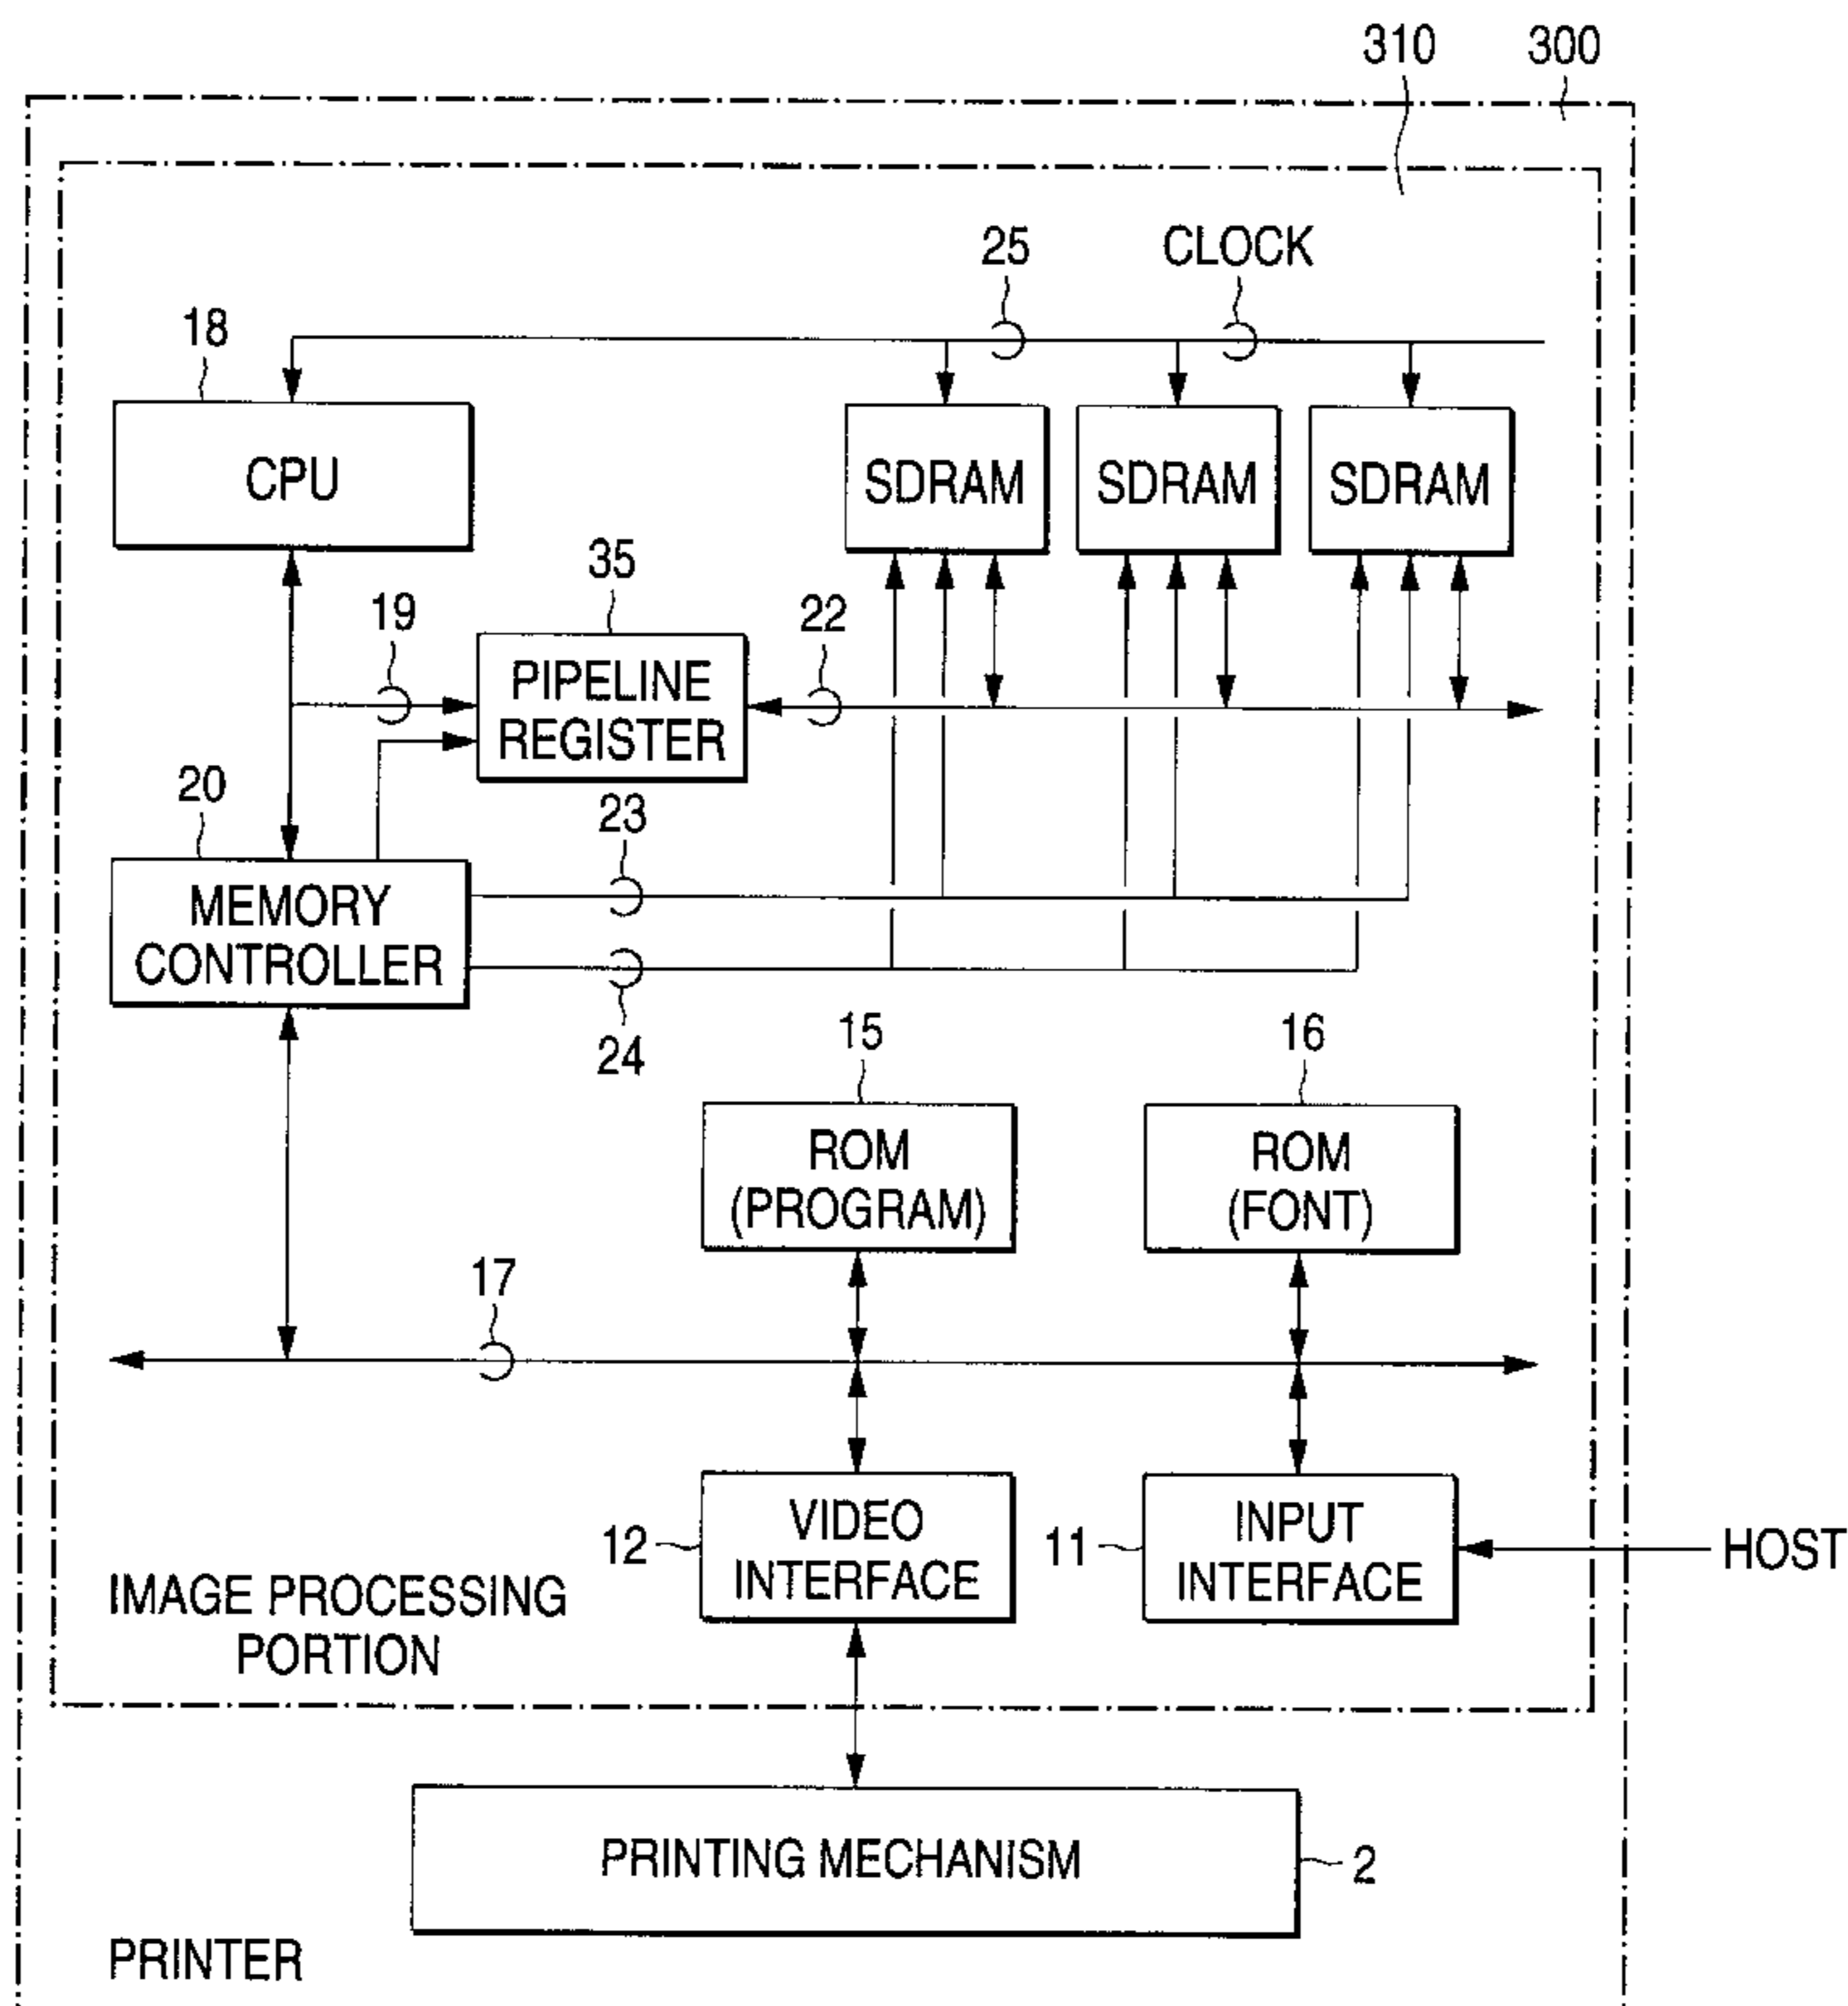 310 300
25 CLOCK
18
CPU
SDRAM SDRAM SDRAM
35
19
22
PIPELINE
REGISTER
20
23
MEMORY
CONTROLLER
24
15
16
ROM
(PROGRAM)
ROM
(FONT)
17
12
VIDEO
INTERFACE
11
INPUT
INTERFACE
HOST
IMAGE PROCESSING
PORTION
PRINTING MECHANISM
2
PRINTER